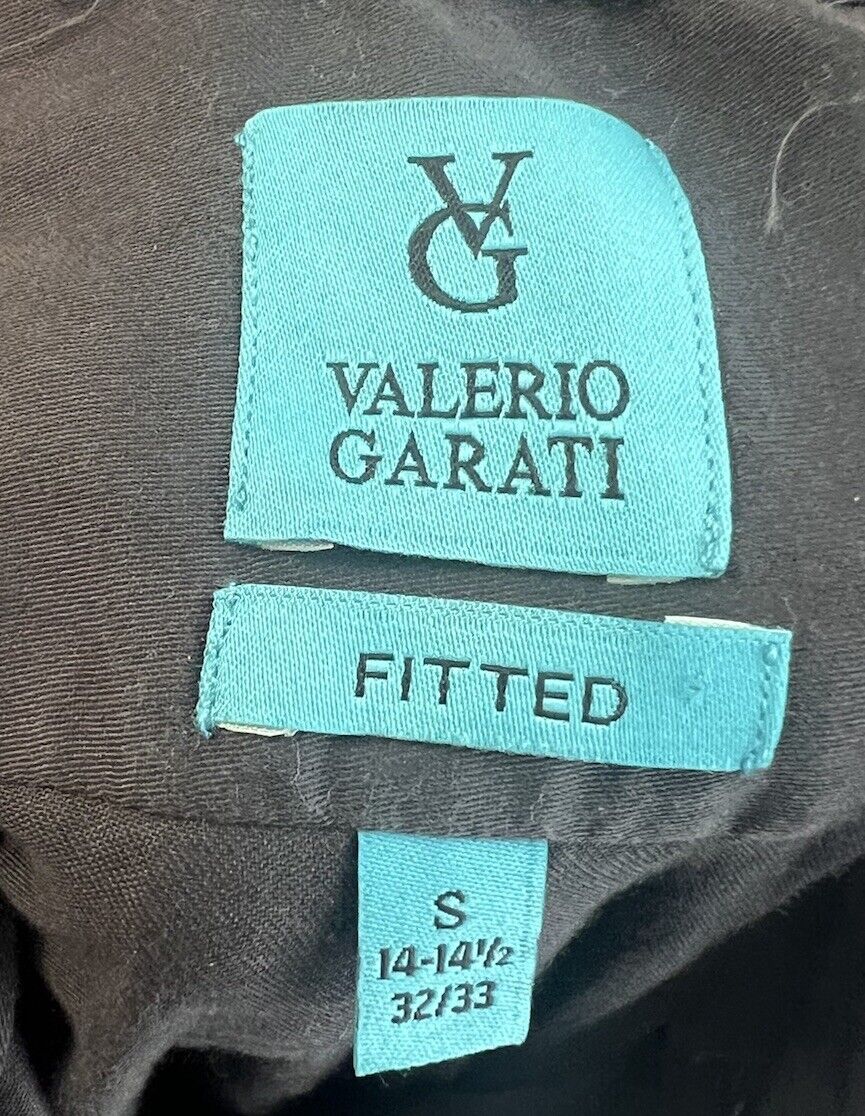 VG
VALERIO
GARATI
FITTED
S
14-14½
32/33